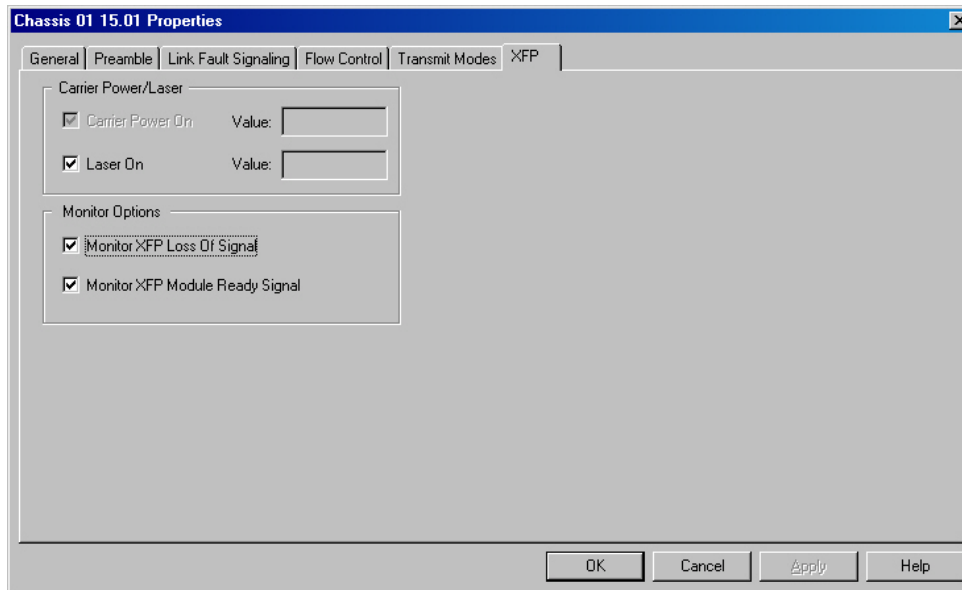 Chassis 01 15.01 Properties
General Preamble Link Fault Signaling Flow Control Transmit Modes XFP
Carrier Power/Laser
Carrier Power On Value:
Laser On Value:
Monitor Options
Monitor XFP Loss Of Signal
Monitor XFP Module Ready Signal
OK Cancel Apply Help